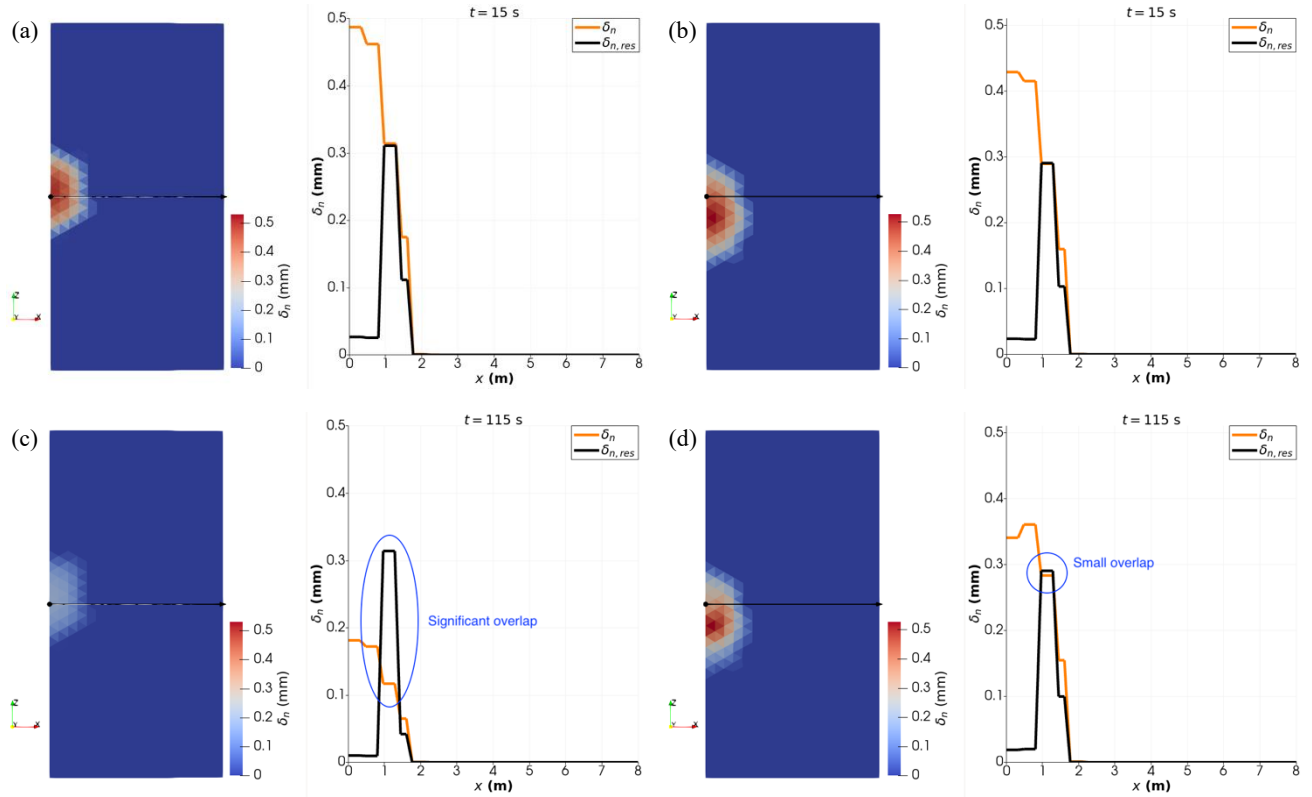 (a)
t = 15 s
δn
δn,res
0.5
0.4
0.3
0.2
0.1
0
δn (mm)
0 1 2 3 4 5 6 7 8
x (m)
0.5
0.4
0.3
0.2
0.1
0
δn (mm)
Z
Y
X
(b)
t = 15 s
δn
δn,res
0.5
0.4
0.3
0.2
0.1
0
δn (mm)
0 1 2 3 4 5 6 7 8
x (m)
0.5
0.4
0.3
0.2
0.1
0
δn (mm)
Z
Y
X
(c)
t = 115 s
δn
δn,res
0.5
0.4
0.3
0.2
0.1
0
δn (mm)
0 1 2 3 4 5 6 7 8
x (m)
Significant overlap
0.5
0.4
0.3
0.2
0.1
0
δn (mm)
Z
Y
X
(d)
t = 115 s
δn
δn,res
0.5
0.4
0.3
0.2
0.1
0
δn (mm)
0 1 2 3 4 5 6 7 8
x (m)
Small overlap
0.5
0.4
0.3
0.2
0.1
0
δn (mm)
Z
Y
X